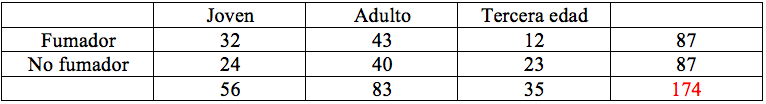 Joven Adulto Tercera edad
Fumador 32 43 12 87
No fumador 24 40 23 87
56 83 35 174